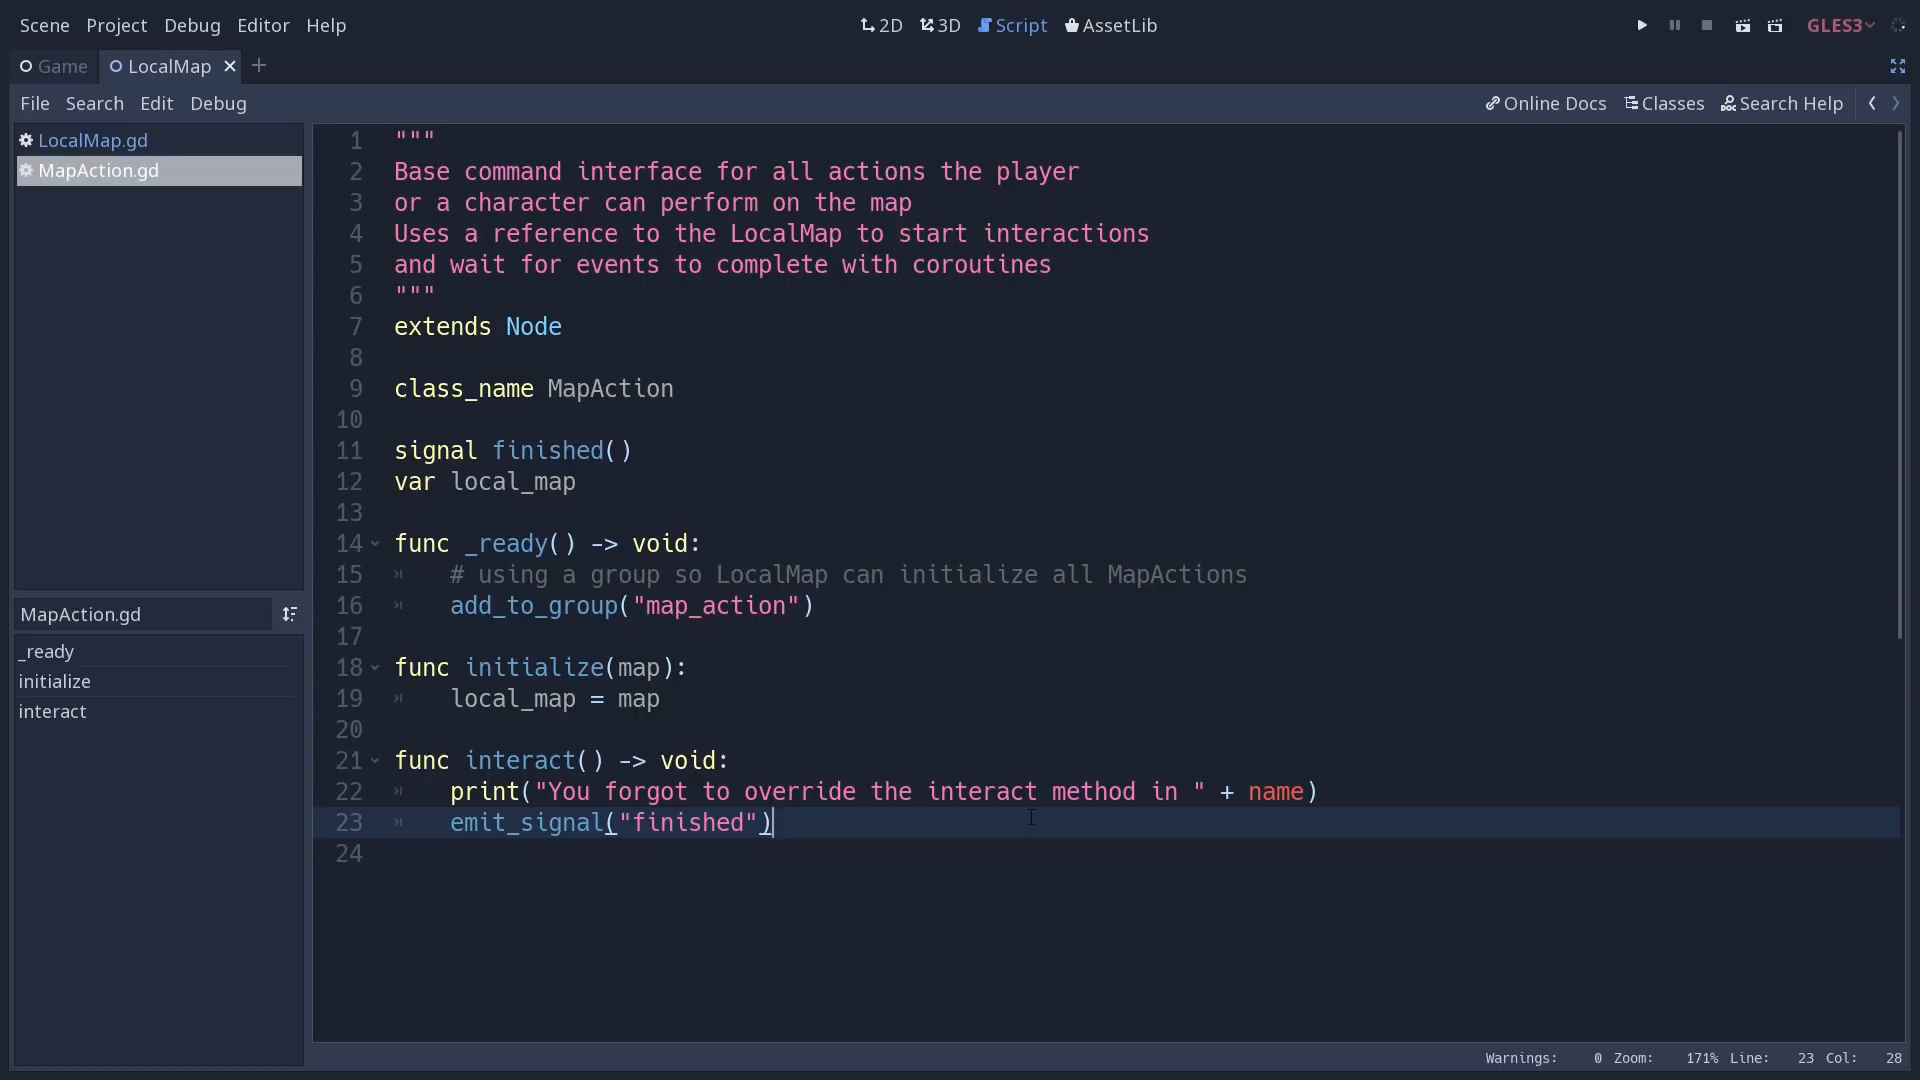 Scene Project Debug Editor Help 2D 3D Script AssetLib GLES3
Game LocalMap
File Search Edit Debug Online Docs Classes Search Help
LocalMap.gd
MapAction.gd
MapAction.gd
_ready
initialize
interact
1 """
2 Base command interface for all actions the player
3 or a character can perform on the map
4 Uses a reference to the LocalMap to start interactions
5 and wait for events to complete with coroutines
6 """
7 extends Node
8
9 class_name MapAction
10
11 signal finished()
12 var local_map
13
14 func _ready() -> void:
15 # using a group so LocalMap can initialize all MapActions
16 add_to_group("map_action")
17
18 func initialize(map):
19 local_map = map
20
21 func interact() -> void:
22 print("You forgot to override the interact method in " + name)
23 emit_signal("finished")
24
Warnings: 0 Zoom: 171% Line: 23 Col: 28